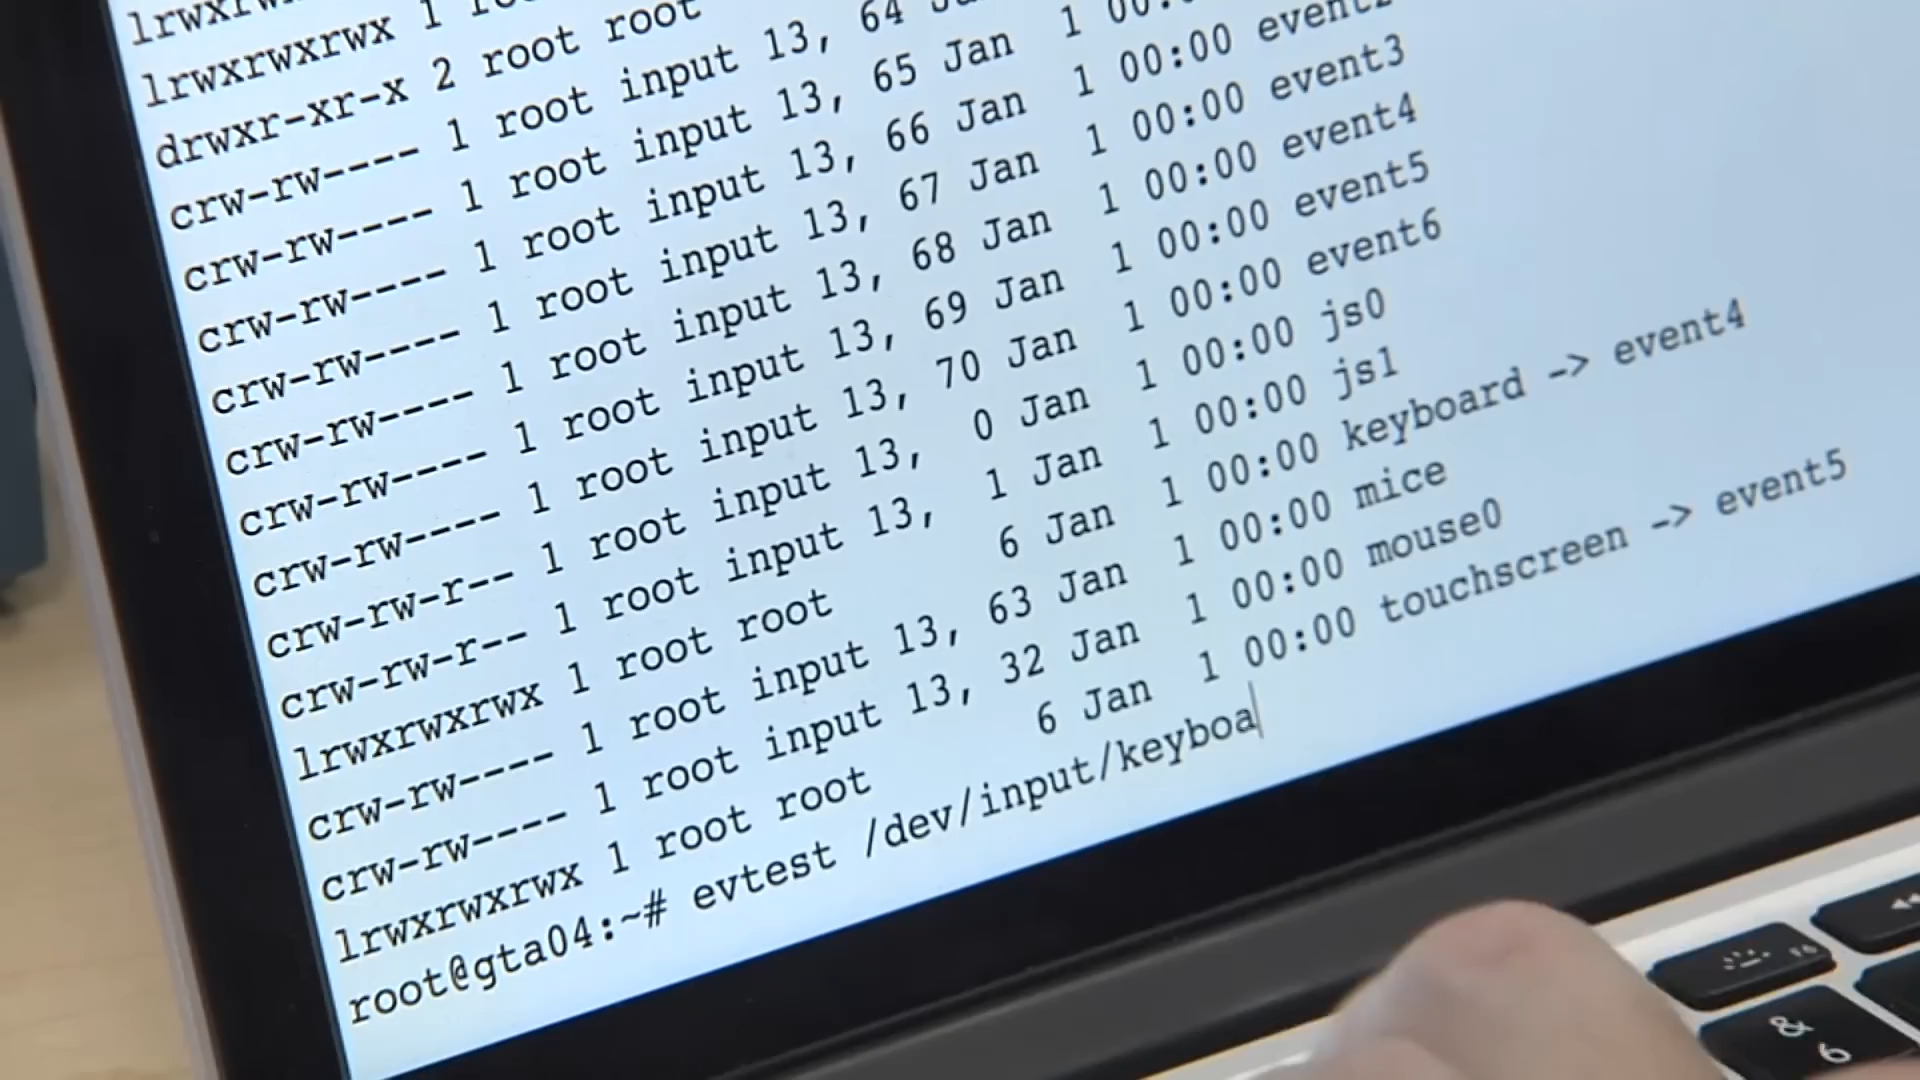 lrwxrw
lrwxrwxrwx 1
drwxr-xr-x 2 root root
crw-rw---- 1 root input 13, 64
crw-rw---- 1 root input 13, 65 Jan 1 00:
crw-rw---- 1 root input 13, 66 Jan 1 00:00 event2
crw-rw---- 1 root input 13, 67 Jan 1 00:00 event3
crw-rw---- 1 root input 13, 68 Jan 1 00:00 event4
crw-rw---- 1 root input 13, 69 Jan 1 00:00 event5
crw-rw---- 1 root input 13, 70 Jan 1 00:00 event6
crw-rw-r-- 1 root input 13, 0 Jan 1 00:00 js0
crw-rw-r-- 1 root input 13, 1 Jan 1 00:00 js1
lrwxrwxrwx 1 root root 6 Jan 1 00:00 keyboard -> event4
crw-rw---- 1 root input 13, 63 Jan 1 00:00 mice
crw-rw---- 1 root input 13, 32 Jan 1 00:00 mouse0
lrwxrwxrwx 1 root root 6 Jan 1 00:00 touchscreen -> event5
root@gta04:~# evtest /dev/input/keyboa
F5
&
6